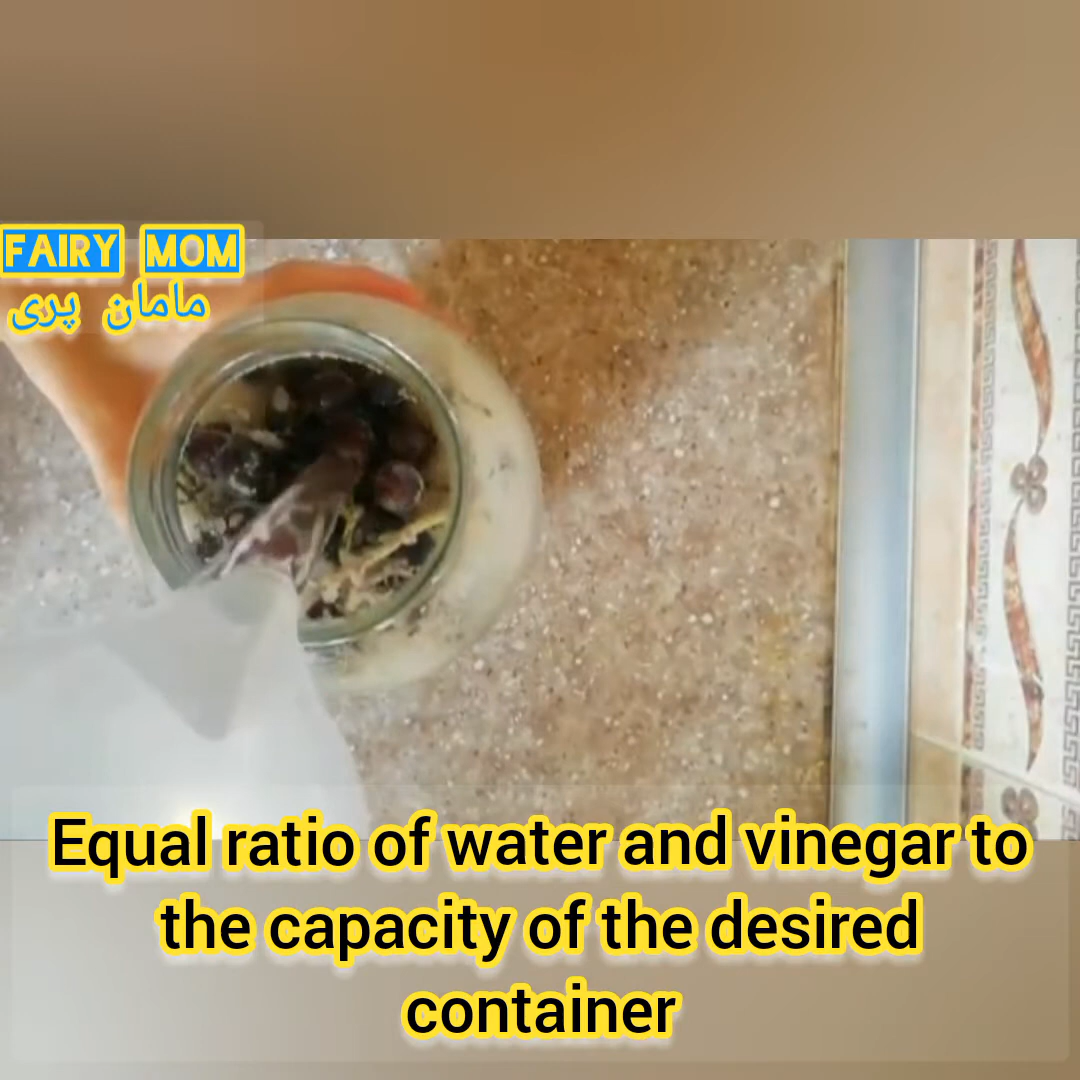 FAIRY MOM
مامان پری
Equal ratio of water and vinegar to
the capacity of the desired
container